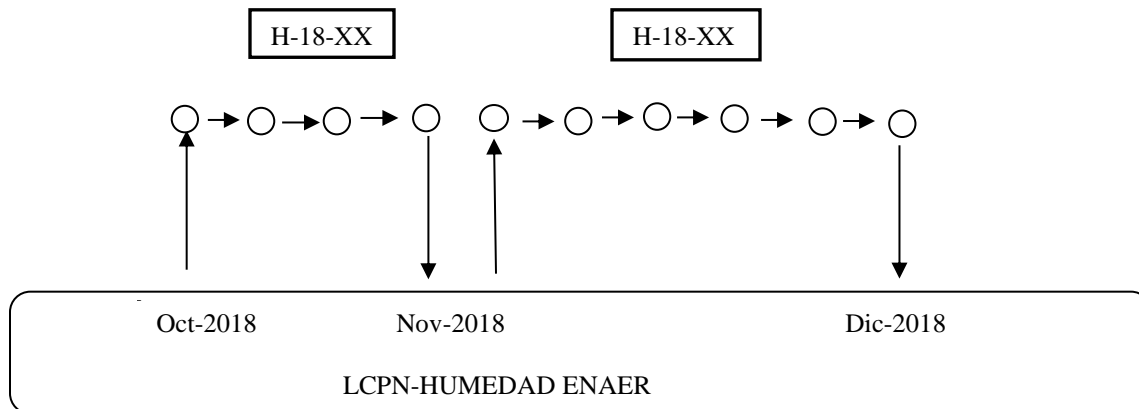 H-18-XX
H-18-XX
Oct-2018
Nov-2018
Dic-2018
LCPN-HUMEDAD ENAER